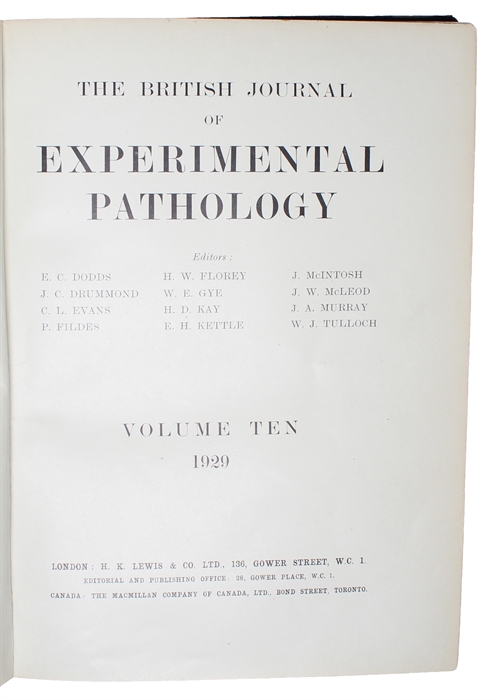 THE BRITISH JOURNAL
OF
EXPERIMENTAL
PATHOLOGY
Editors:
E. C. DODDS H. W. FLOREY J. McINTOSH
J. C. DRUMMOND W. E. GYE J. W. McLEOD
C. L. EVANS H. D. KAY J. A. MURRAY
P. FILDES E. H. KETTLE W. J. TULLOCH
VOLUME TEN
1929
LONDON: H. K. LEWIS & CO. LTD., 136, GOWER STREET, W.C. 1.
EDITORIAL AND PUBLISHING OFFICE: 28, GOWER PLACE, W.C. 1.
CANADA: THE MACMILLAN COMPANY OF CANADA, LTD., BOND STREET, TORONTO.